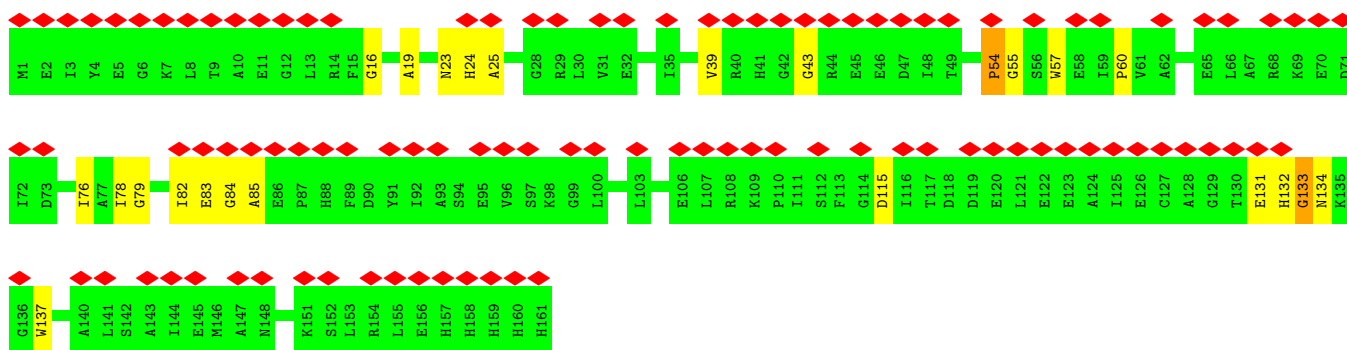 M1 E2 I3 Y4 E5 G6 K7 L8 T9 A10 E11 G12 L13 R14 F15 G16 A19 N23 H24 A25 G28 R29 L30 V31 E32 I35 V39 R40 H41 G42 G43 R44 E45 E46 D47 I48 T49 P54 G55 S56 W57 E58 I59 P60 V61 A62 E65 L66 A67 R68 K69 E70 D71
I72 D73 I76 A77 I78 G79 I82 E83 G84 A85 E86 P87 H88 F89 D90 Y91 I92 A93 S94 E95 V96 S97 K98 G99 L100 L103 E106 L107 R108 K109 P110 I111 S112 F113 G114 D115 I116 T117 D118 D119 E120 L121 E122 E123 A124 I125 E126 C127 A128 G129 T130 E131 H132 G133 N134 K135
G136 W137 A140 L141 S142 A143 I144 E145 M146 A147 N148 K151 S152 L153 R154 L155 E156 H157 H158 H159 H160 H161